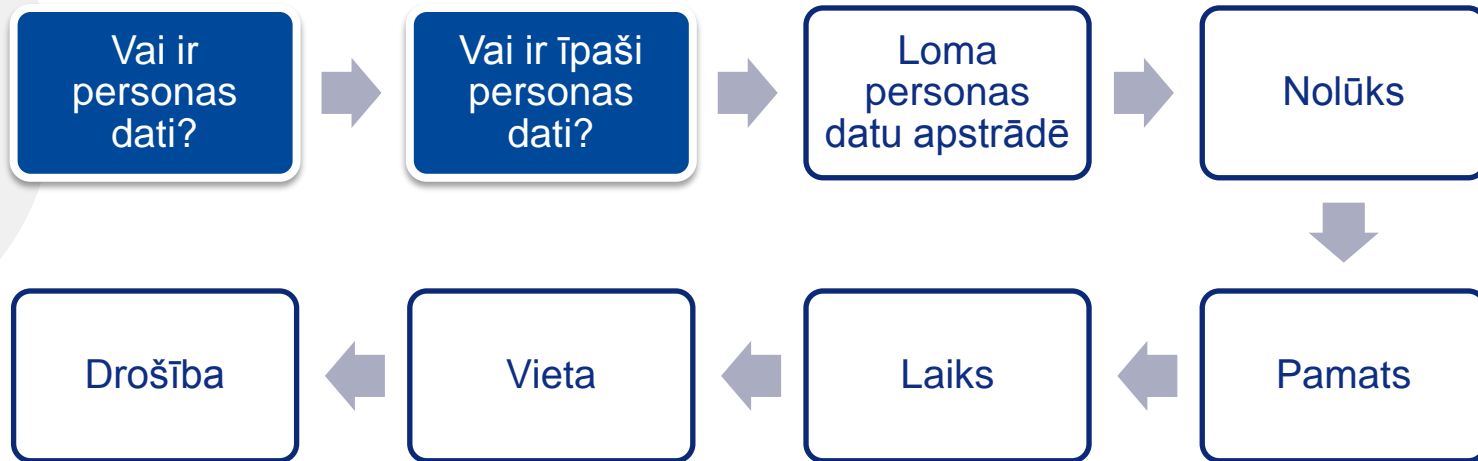 Vai ir
personas
dati?
Vai ir īpaši
personas
dati?
Loma
personas
datu apstrādē
Nolūks
Pamats
Laiks
Vieta
Drošība